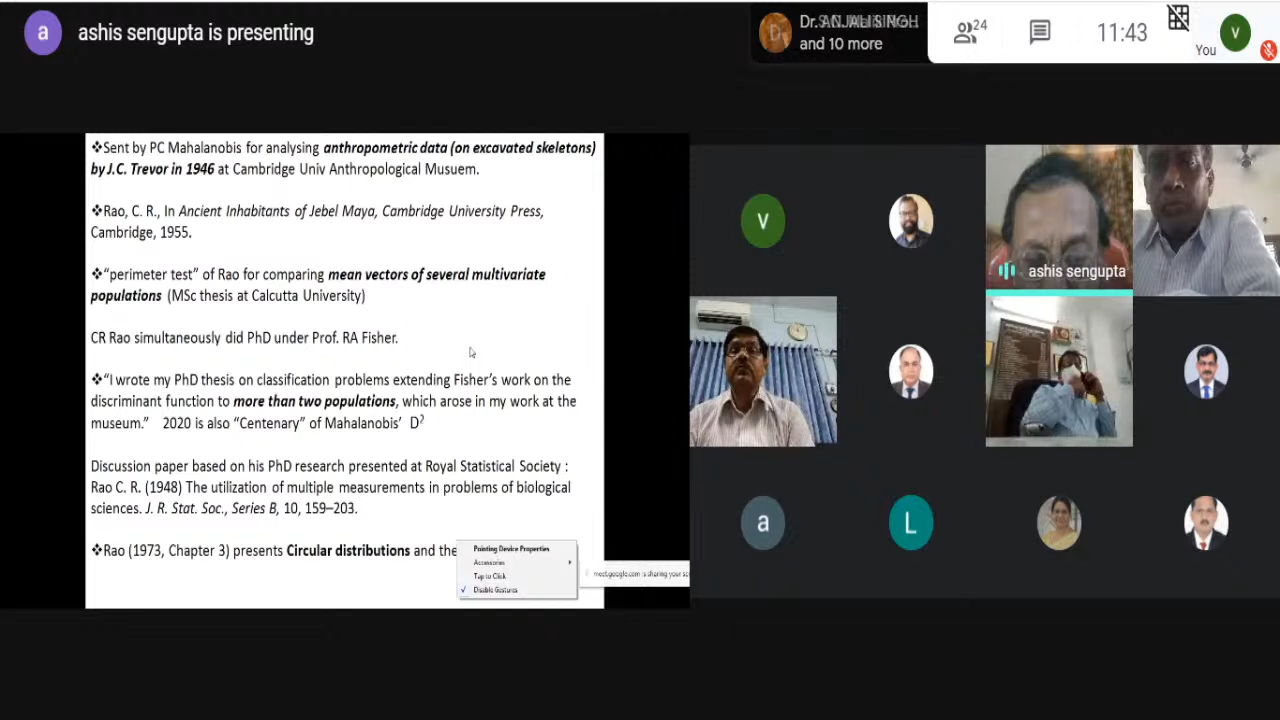 a
ashis sengupta is presenting
and 10 more
24
11:43
You
V
❖Sent by PC Mahalanobis for analysing anthropometric data (on excavated skeletons)
by J.C. Trevor in 1946 at Cambridge Univ Anthropological Musuem.
❖Rao, C. R., In Ancient Inhabitants of Jebel Maya, Cambridge University Press,
Cambridge, 1955.
❖“perimeter test” of Rao for comparing mean vectors of several multivariate
populations (MSc thesis at Calcutta University)
CR Rao simultaneously did PhD under Prof. RA Fisher.
❖“I wrote my PhD thesis on classification problems extending Fisher’s work on the
discriminant function to more than two populations, which arose in my work at the
museum.” 2020 is also “Centenary” of Mahalanobis’ D²
Discussion paper based on his PhD research presented at Royal Statistical Society :
Rao C. R. (1948) The utilization of multiple measurements in problems of biological
sciences. J. R. Stat. Soc., Series B, 10, 159–203.
❖Rao (1973, Chapter 3) presents Circular distributions and the
Pointing Device Properties
Accessories
Tap to Click
Disable Gestures
meet.google.com is sharing your
V
ashis sengupta
a
L